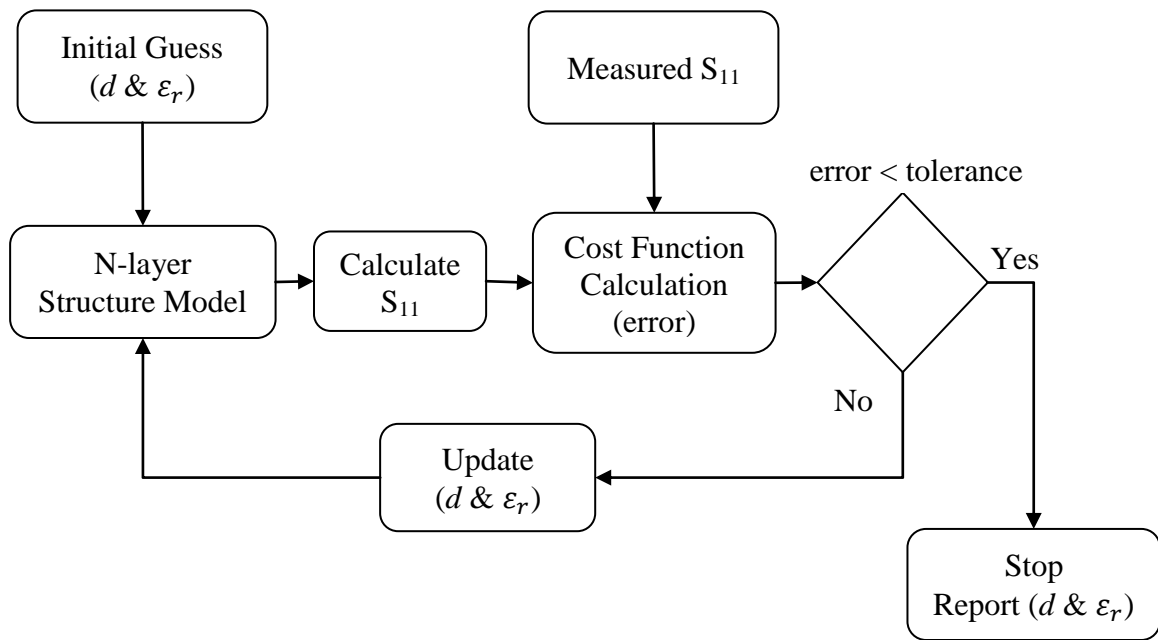 Initial Guess
(d & εᵣ)
Measured S₁₁
error < tolerance
N-layer
Structure Model
Calculate
S₁₁
Cost Function
Calculation
(error)
Yes
No
Update
(d & εᵣ)
Stop
Report (d & εᵣ)